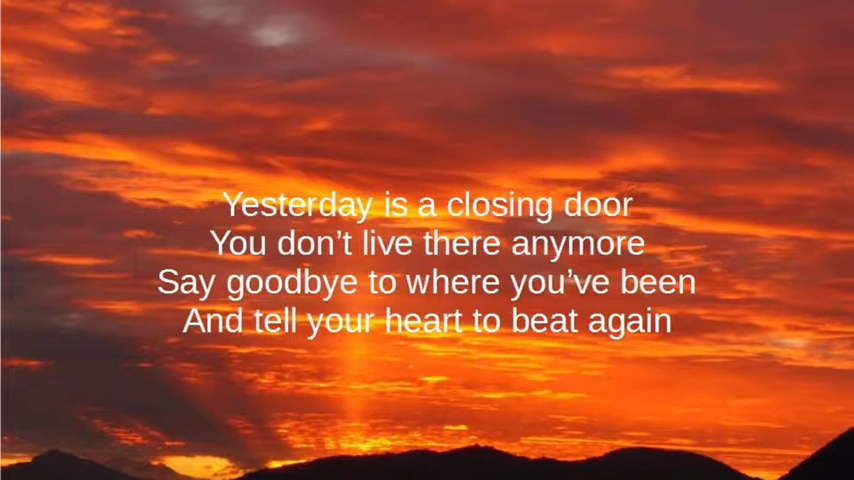 Yesterday is a closing door
You don’t live there anymore
Say goodbye to where you’ve been
And tell your heart to beat again